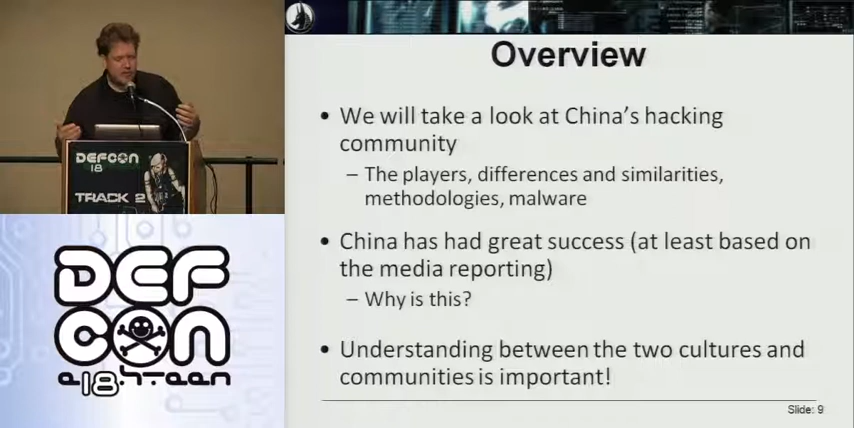 DEFCON
18
TRACK 2
DEF
CON
e18hteen
Overview
• We will take a look at China's hacking
community
– The players, differences and similarities,
methodologies, malware
• China has had great success (at least based on
the media reporting)
– Why is this?
• Understanding between the two cultures and
communities is important!
Slide: 9